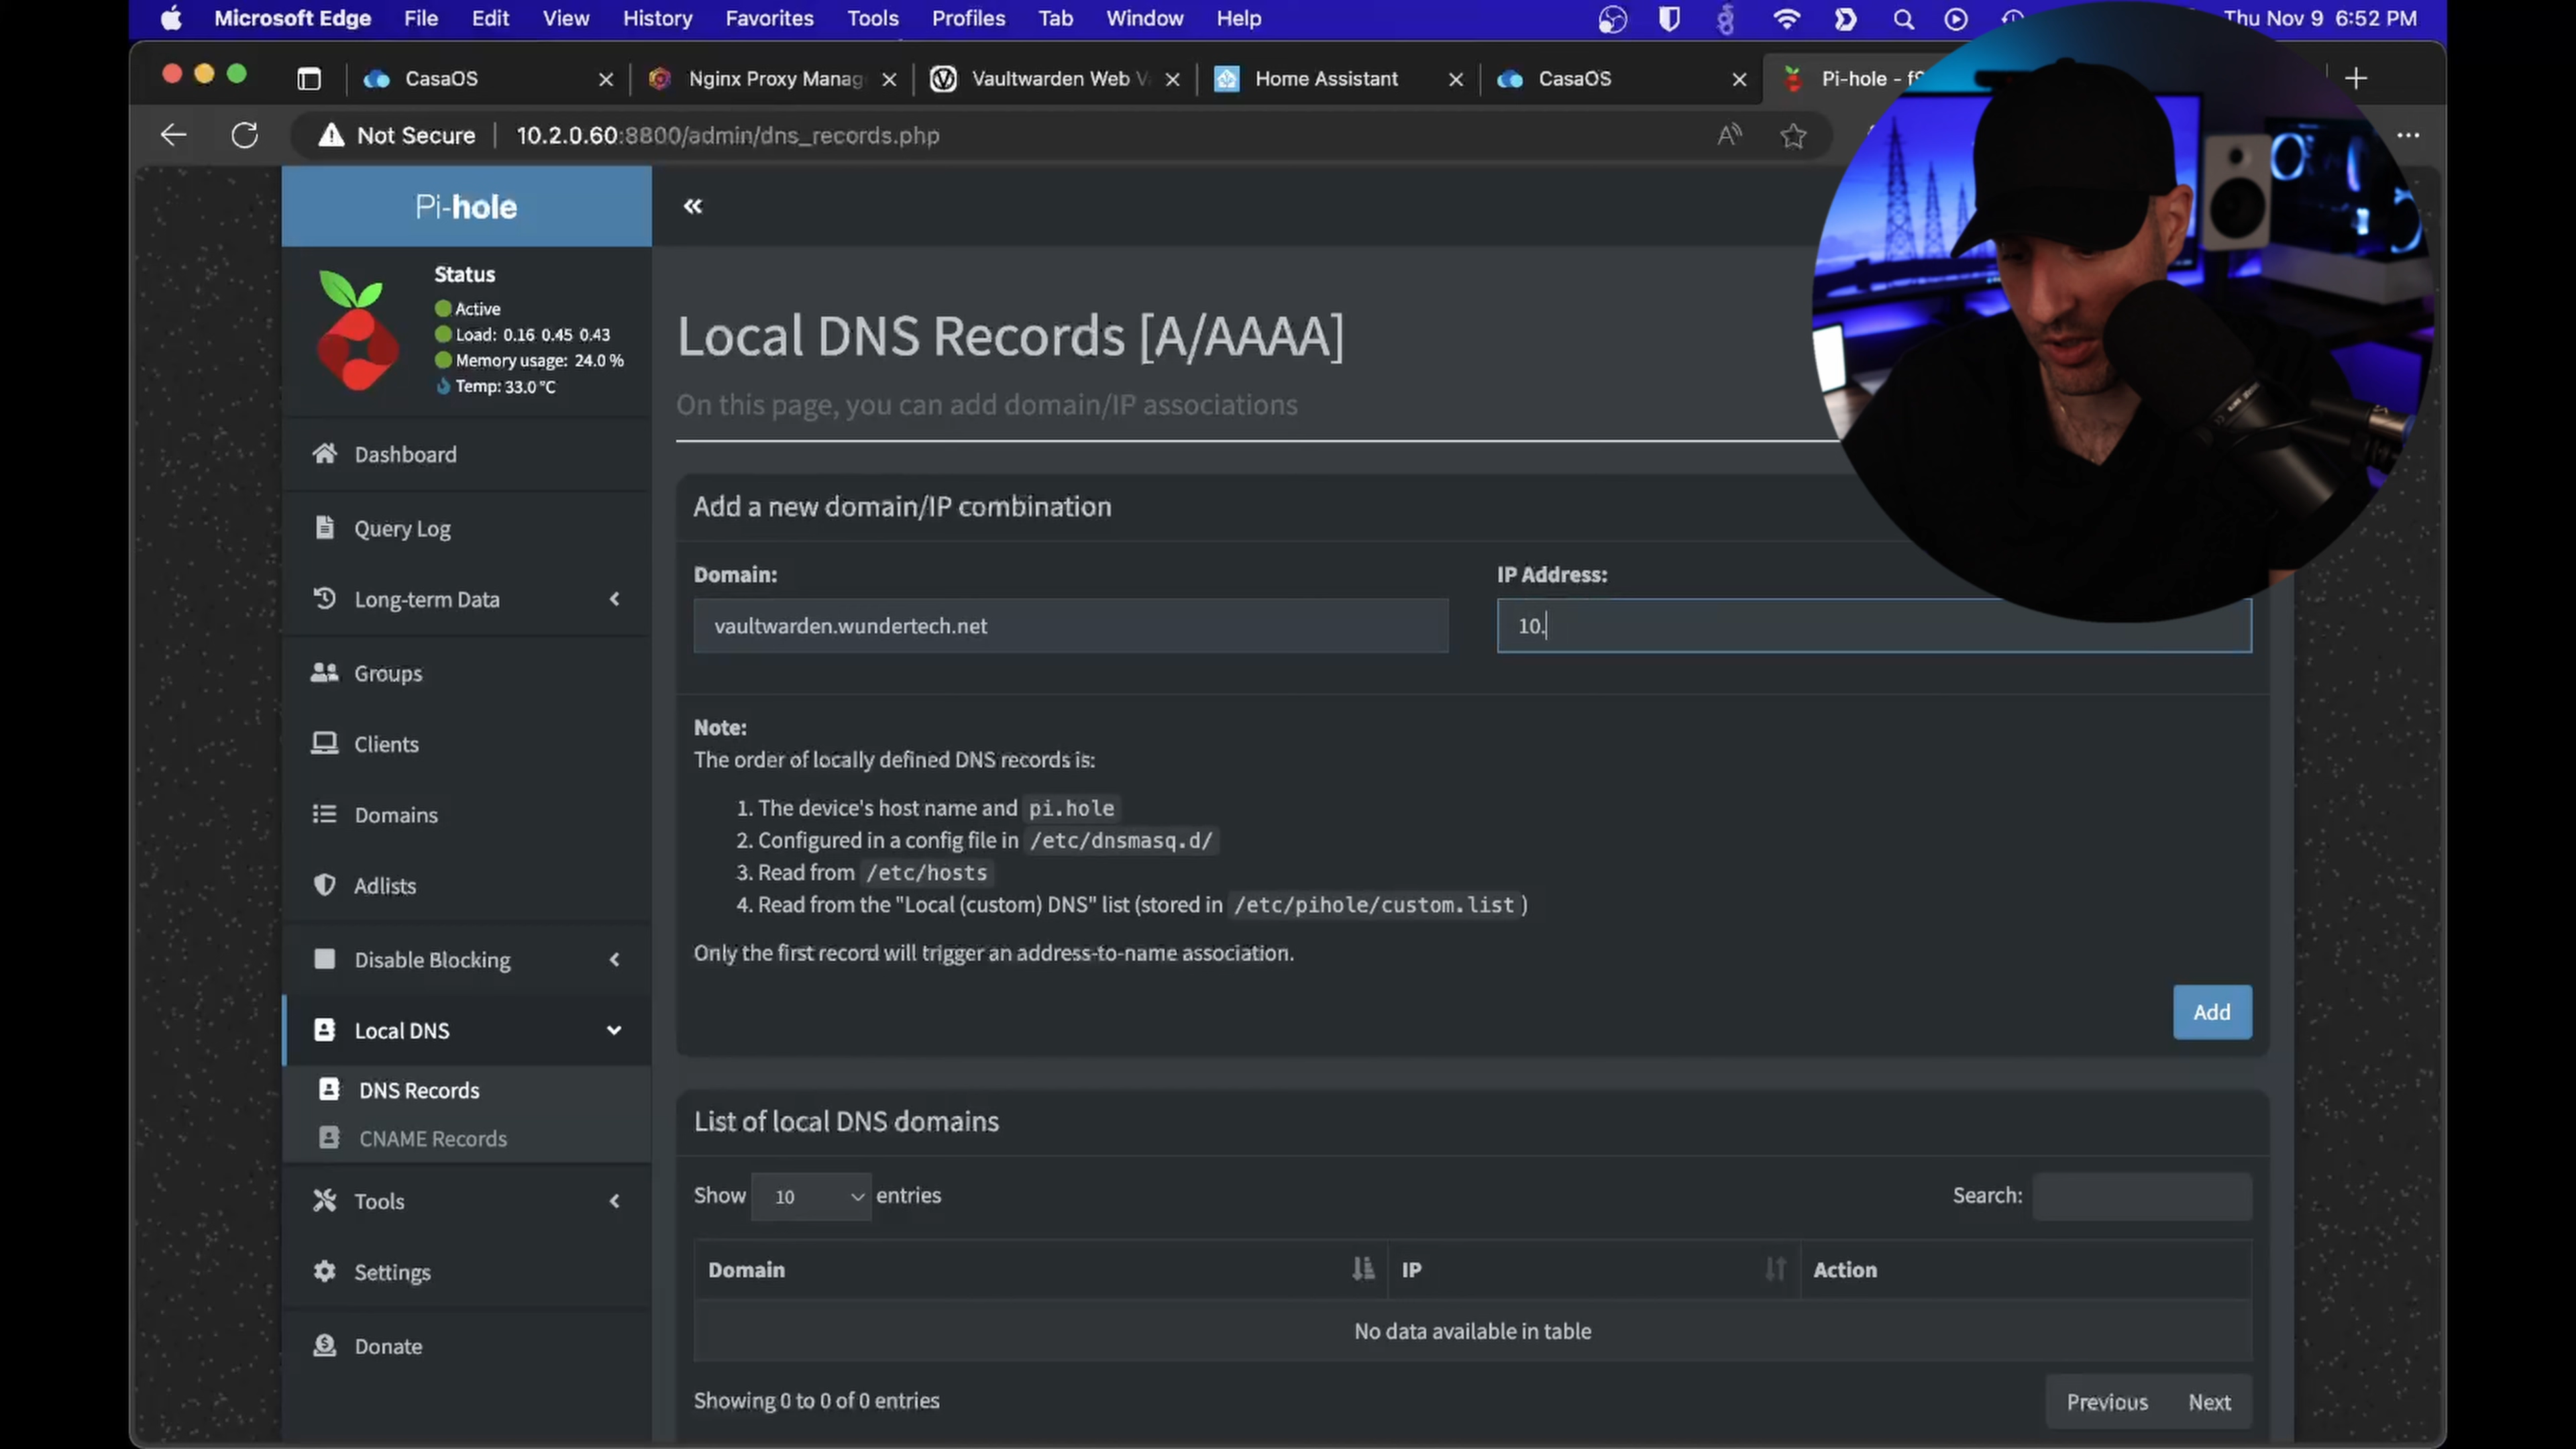 Microsoft Edge File Edit View History Favorites Tools Profiles Tab Window Help
Thu Nov 9 6:52 PM
CasaOS
Nginx Proxy Manag
Vaultwarden Web V
Home Assistant
CasaOS
Pi-hole -
Not Secure
10.2.0.60:8800/admin/dns_records.php
Pi-hole
Status
Active
Load: 0.16 0.45 0.43
Memory usage: 24.0 %
Temp: 33.0 °C
Dashboard
Query Log
Long-term Data
Groups
Clients
Domains
Adlists
Disable Blocking
Local DNS
DNS Records
CNAME Records
Tools
Settings
Donate
Local DNS Records [A/AAAA]
On this page, you can add domain/IP associations
Add a new domain/IP combination
Domain:
IP Address:
vaultwarden.wundertech.net
10.
Note:
The order of locally defined DNS records is:
1. The device's host name and pi.hole
2. Configured in a config file in /etc/dnsmasq.d/
3. Read from /etc/hosts
4. Read from the "Local (custom) DNS" list (stored in /etc/pihole/custom.list )
Only the first record will trigger an address-to-name association.
Add
List of local DNS domains
Show 10 entries
Search:
Domain
IP
Action
No data available in table
Showing 0 to 0 of 0 entries
Previous Next